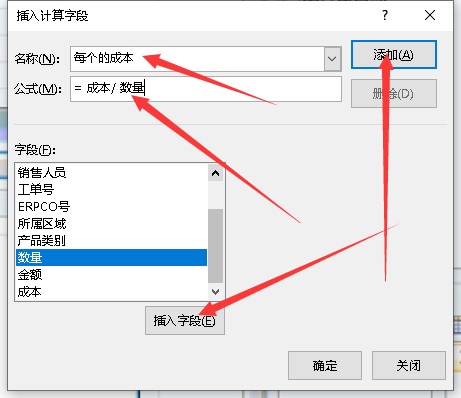 插入计算字段
?
名称(N):
每个的成本
添加(A)
公式(M):
= 成本/ 数量
删除(D)
字段(F):
销售人员
工单号
ERPCO号
所属区域
产品类别
数量
金额
成本
插入字段(E)
确定
关闭